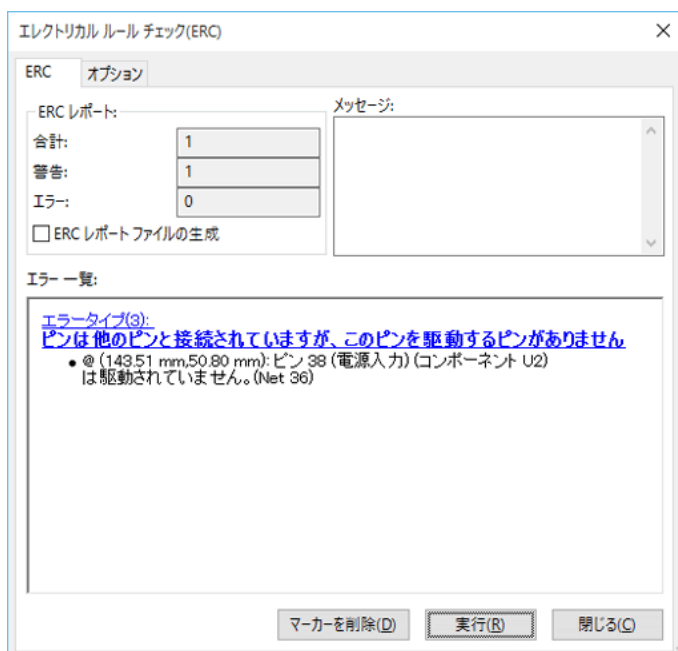 エレクトリカル ルール チェック(ERC)
ERC
オプション
ERC レポート:
メッセージ:
合計:
1
警告:
1
エラー:
0
ERC レポート ファイルの生成
エラー 一覧:
エラータイプ(3):
ピンは他のピンと接続されていますが、このピンを駆動するピンがありません
• @ (143.51 mm,50.80 mm): ピン 38 (電源入力) (コンポーネント U2)
は駆動されていません。(Net 36)
マーカーを削除(D)
実行(R)
閉じる(C)